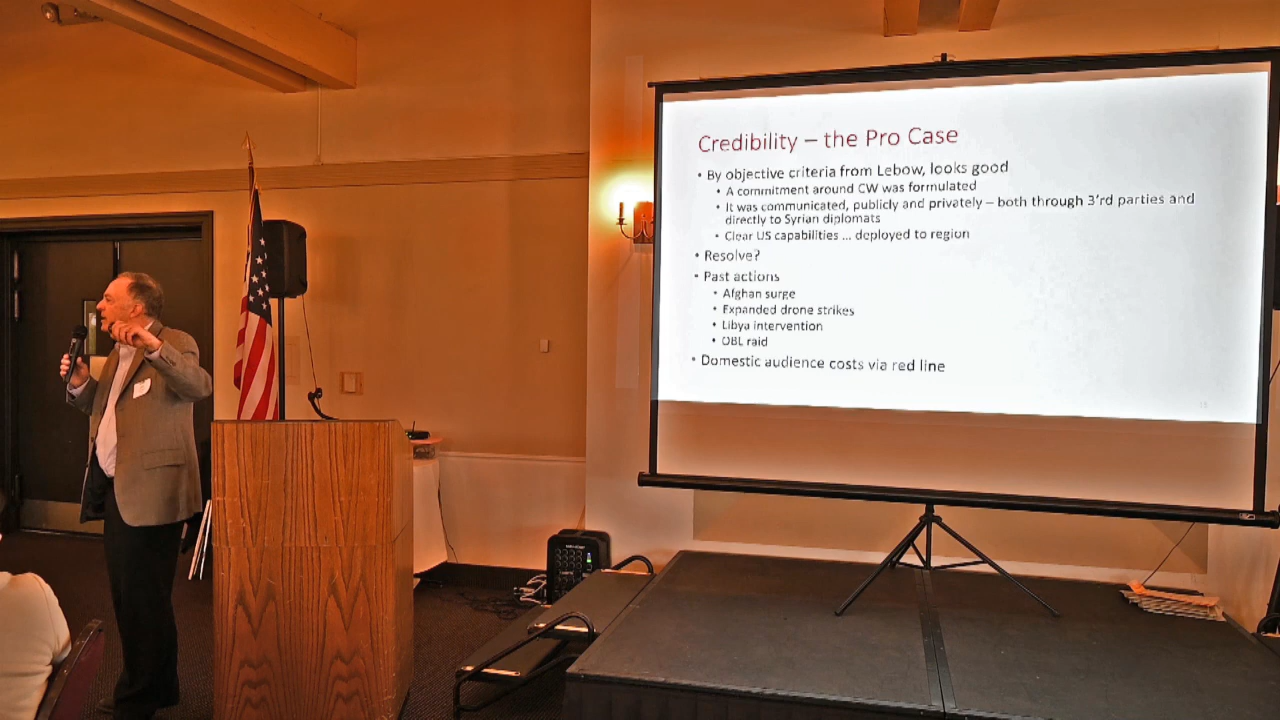 Credibility – the Pro Case
• By objective criteria from Lebow, looks good
• A commitment around CW was formulated
• It was communicated, publicly and privately – both through 3'rd parties and
directly to Syrian diplomats
• Clear US capabilities ... deployed to region
• Resolve?
• Past actions
• Afghan surge
• Expanded drone strikes
• Libya intervention
• OBL raid
• Domestic audience costs via red line